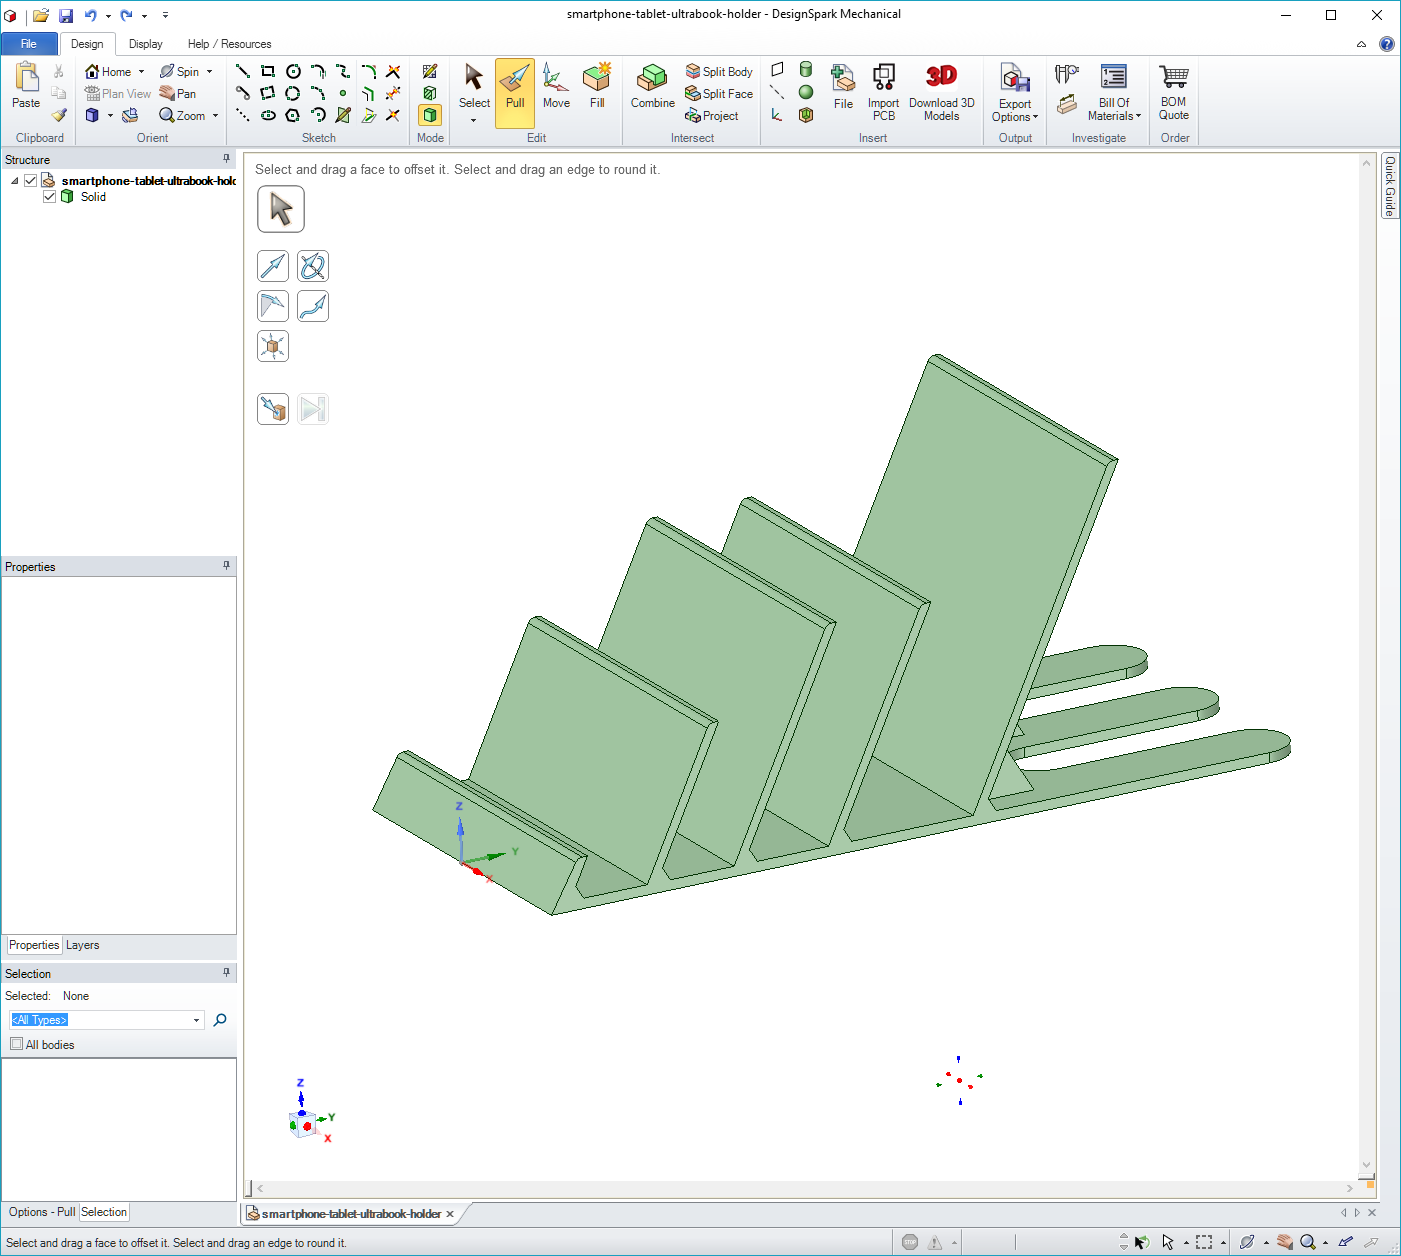 smartphone-tablet-ultrabook-holder - DesignSpark Mechanical
File Design Display Help / Resources
Paste
Clipboard
Home Spin
Plan View Pan
Zoom
Orient
Sketch
Mode
Select Pull Move Fill
Edit
Combine
Split Body
Split Face
Project
Intersect
3D
File Import PCB Download 3D Models
Insert
Export Options
Output
Bill Of Materials
Investigate
BOM Quote
Order
Structure
smartphone-tablet-ultrabook-hold
Solid
Select and drag a face to offset it. Select and drag an edge to round it.
Quick Guide
Properties
Z
Y
X
Properties Layers
Selection
Selected: None
<All Types>
All bodies
Z
Y
X
Options - Pull Selection
smartphone-tablet-ultrabook-holder
Select and drag a face to offset it. Select and drag an edge to round it.
STOP